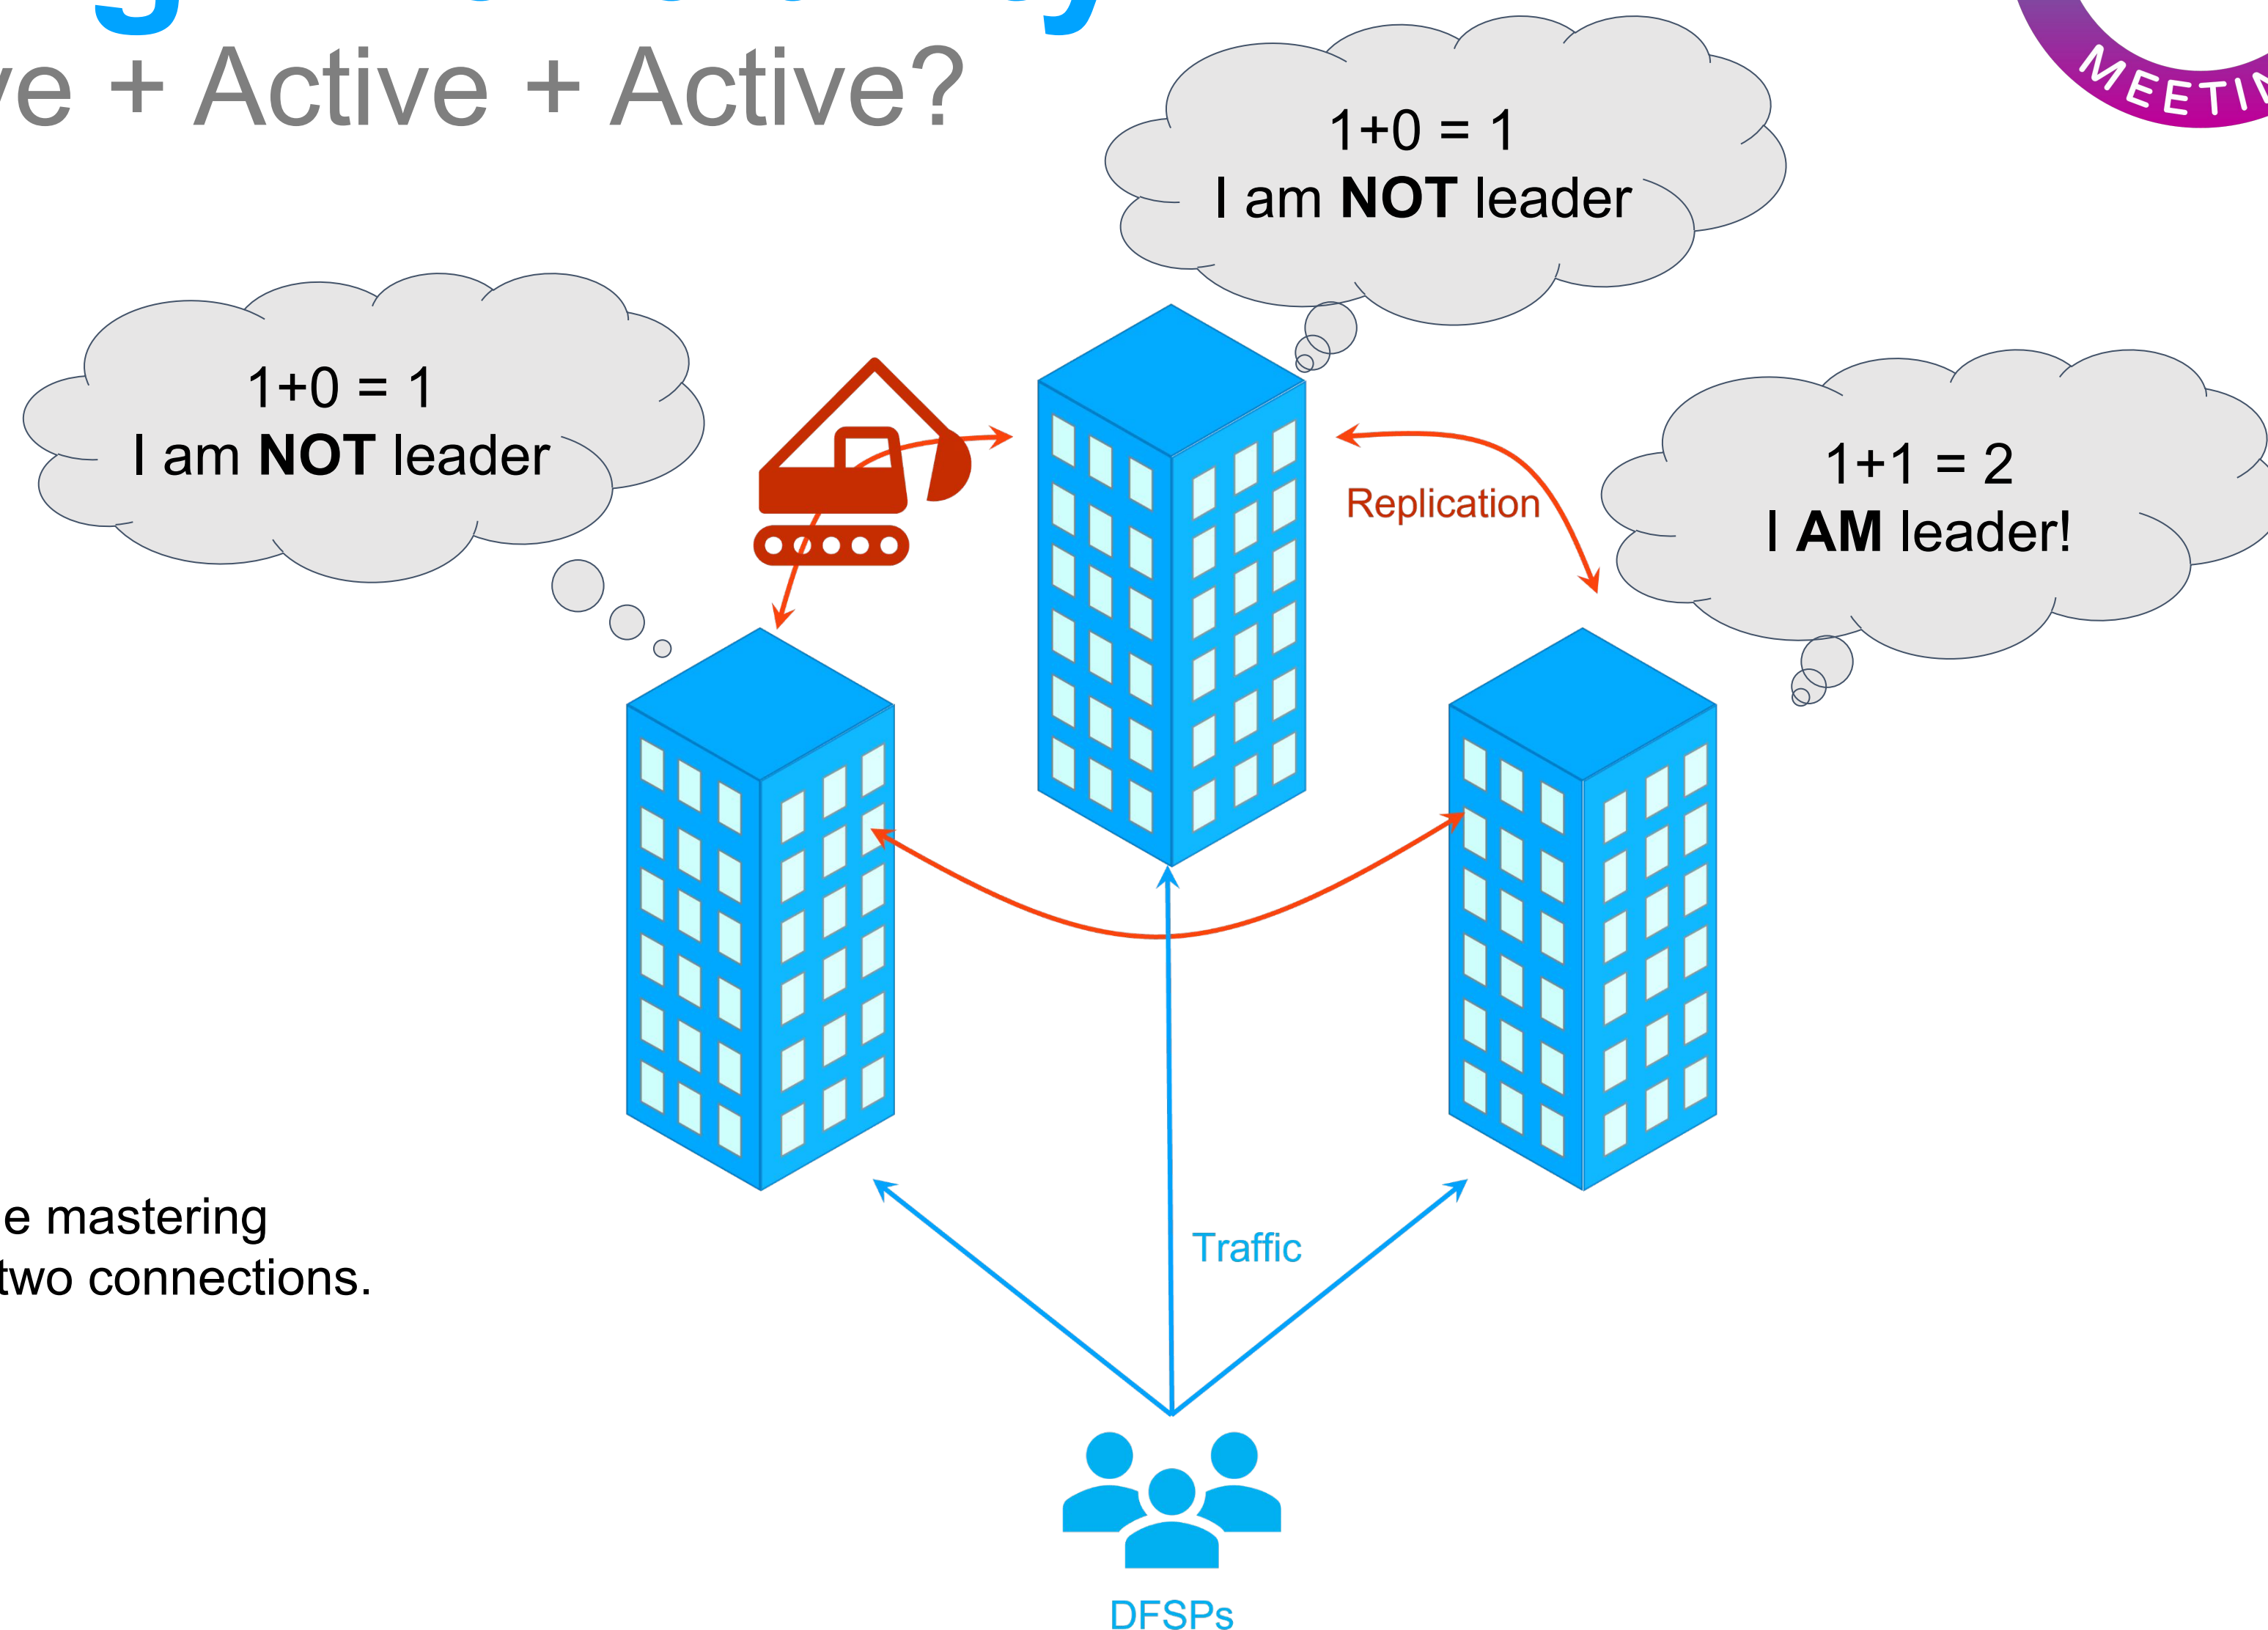 + Active + Active?
MEETI
1+0 = 1
I am NOT leader
1+0 = 1
I am NOT leader
1+1 = 2
I AM leader!
Replication
mastering
two connections.
Traffic
DFSPs